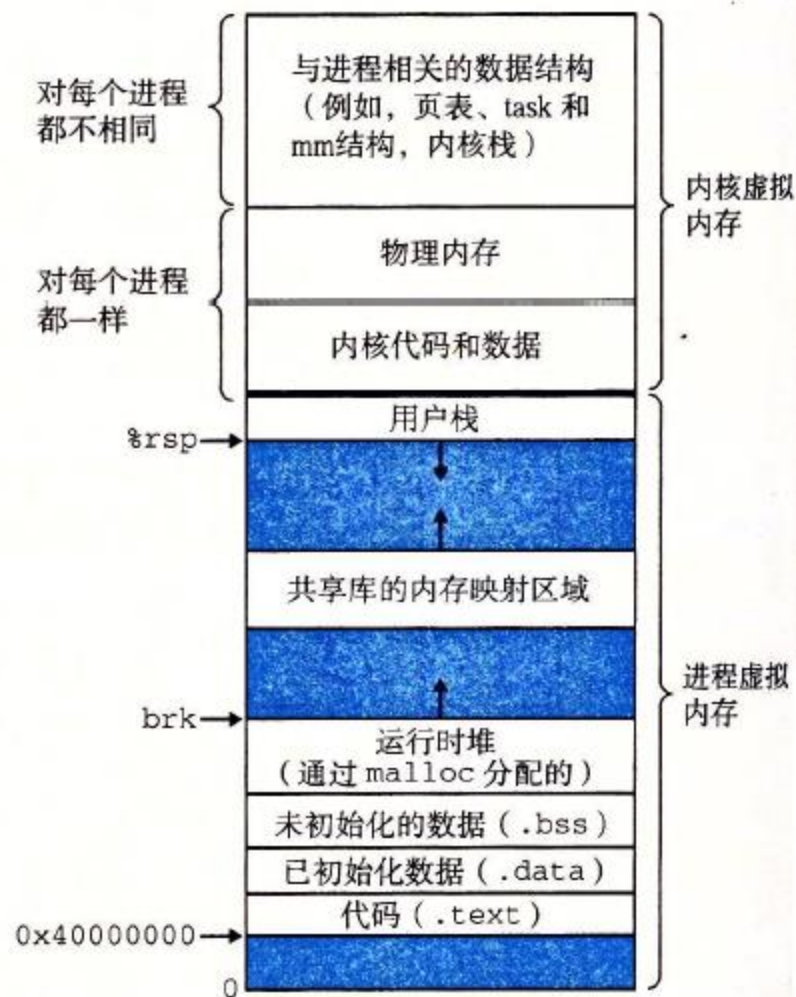 对每个进程
都不相同
与进程相关的数据结构
（例如，页表、task 和
mm结构，内核栈）
内核虚拟
内存
对每个进程
都一样
物理内存
内核代码和数据
用户栈
%rsp
共享库的内存映射区域
进程虚拟
内存
brk
运行时堆
（通过 malloc 分配的）
未初始化的数据（.bss）
已初始化数据（.data）
代码（.text）
0x40000000
0